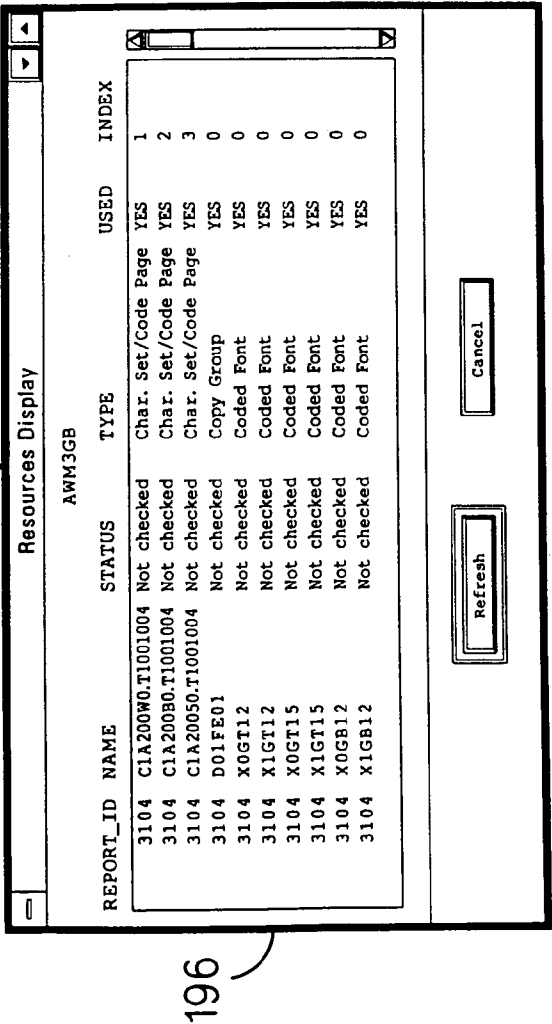 Resources Display
AWM3GB
REPORT_ID NAME STATUS TYPE USED INDEX
3104 C1A200W0.T1001004 Not checked Char. Set/Code Page YES 1
3104 C1A200B0.T1001004 Not checked Char. Set/Code Page YES 2
3104 C1A20050.T1001004 Not checked Char. Set/Code Page YES 3
3104 D01FE01 Not checked Copy Group YES 0
3104 X0GT12 Not checked Coded Font YES 0
3104 X1GT12 Not checked Coded Font YES 0
3104 X0GT15 Not checked Coded Font YES 0
3104 X1GT15 Not checked Coded Font YES 0
3104 X0GB12 Not checked Coded Font YES 0
3104 X1GB12 Not checked Coded Font YES 0
Refresh Cancel
196